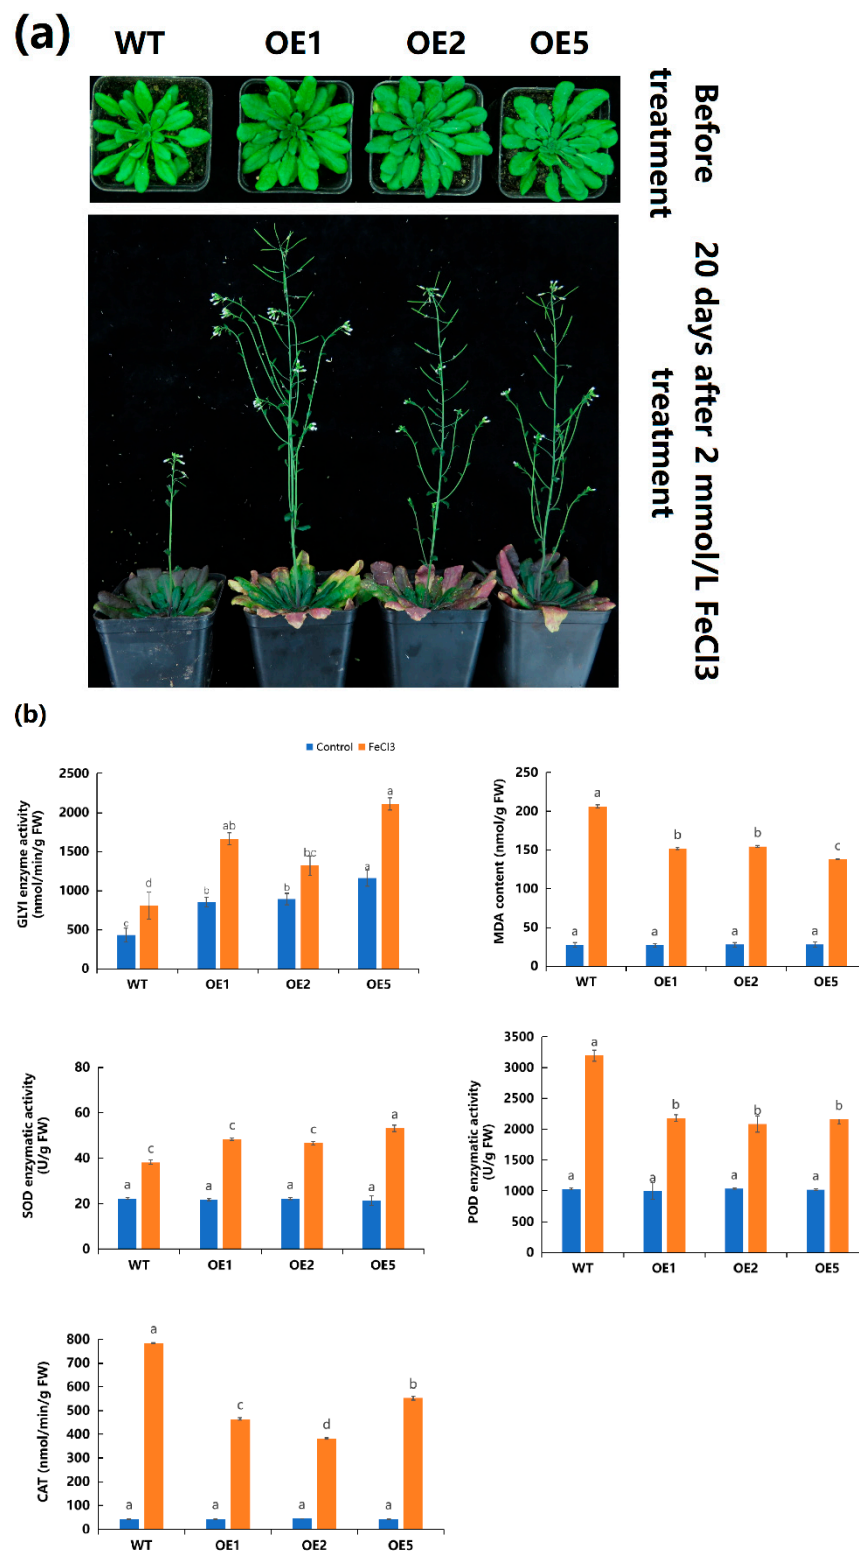 (a)
WT OE1 OE2 OE5
Before
treatment
20 days after 2 mmol/L FeCl3
treatment
(b)
Control FeCl3
GLYI enzyme activity
(nmol/min/g FW)
2500
2000
1500
1000
500
0
c d b ab b bc a a
WT OE1 OE2 OE5
MDA content (nmol/g FW)
250
200
150
100
50
0
a a a b a b a c
WT OE1 OE2 OE5
SOD enzymatic activity
(U/g FW)
80
60
40
20
0
a c a c a c a a
WT OE1 OE2 OE5
POD enzymatic activity
(U/g FW)
3500
3000
2500
2000
1500
1000
500
0
a a a b a b a b
WT OE1 OE2 OE5
CAT (nmol/min/g FW)
800
700
600
500
400
300
200
100
0
a a a c a d a b
WT OE1 OE2 OE5